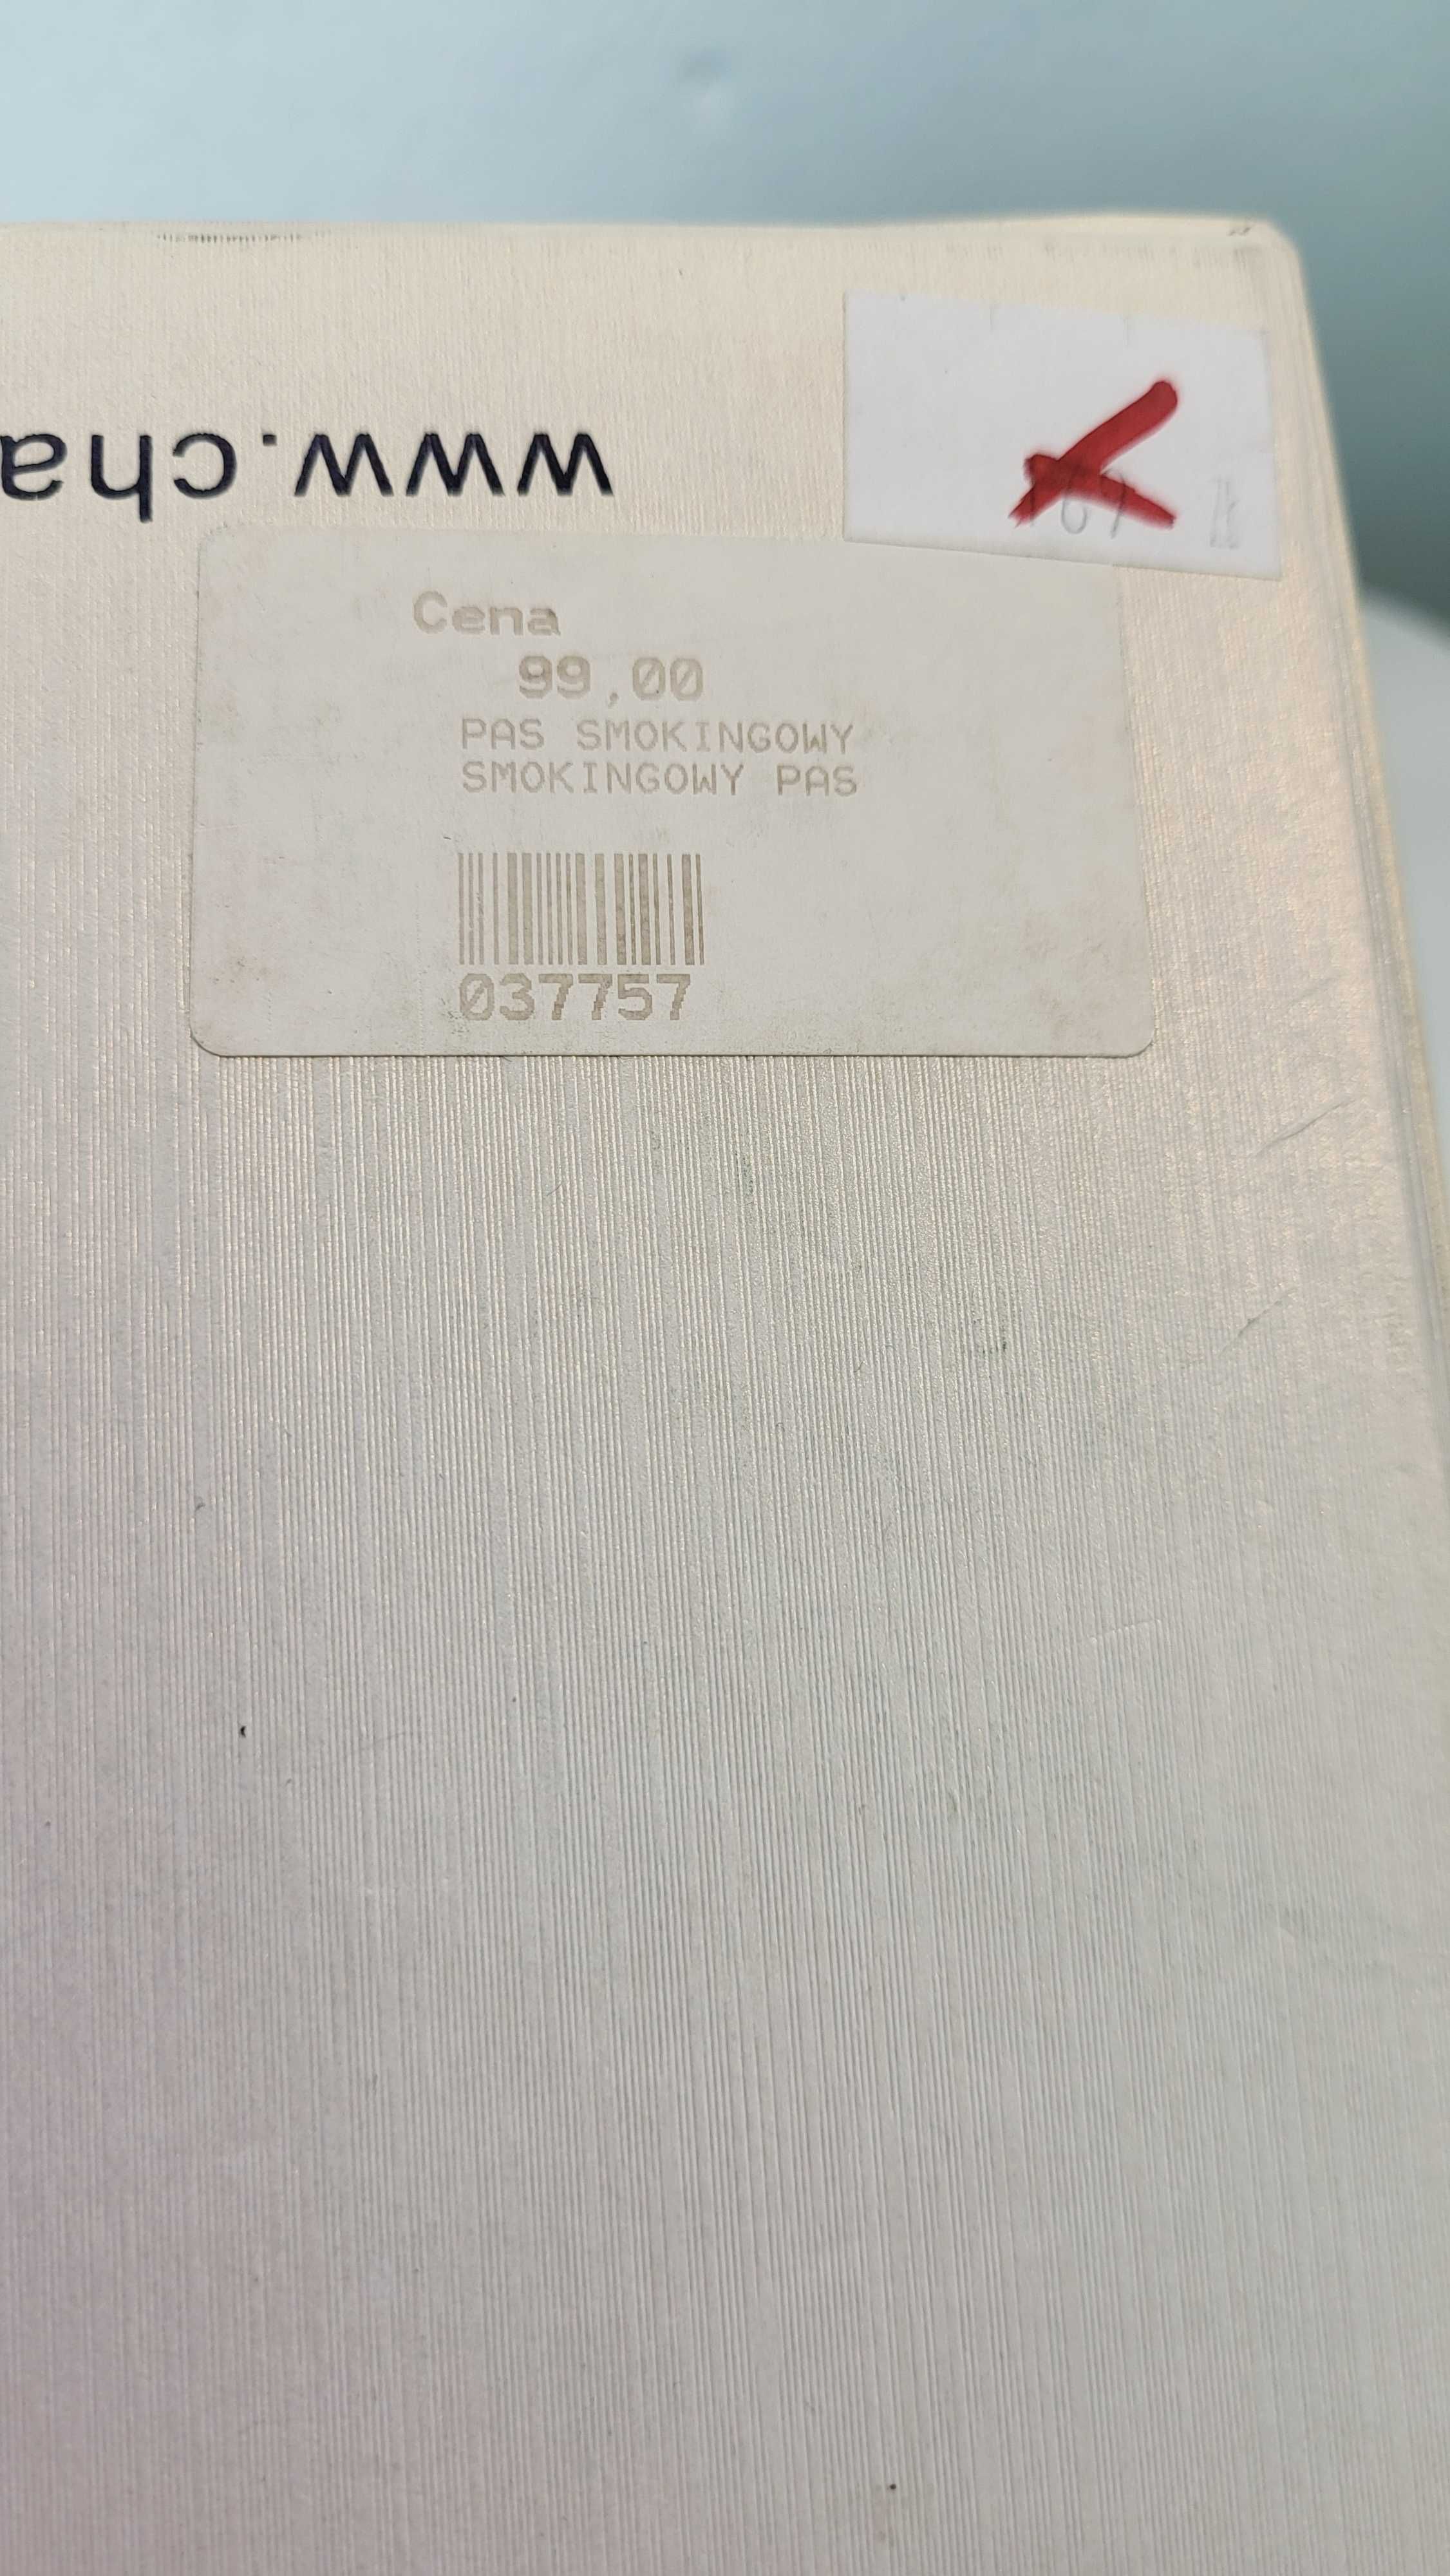 www.cha
Cena
99,00
PAS SMOKINGOWY
SMOKINGOWY PAS
037757